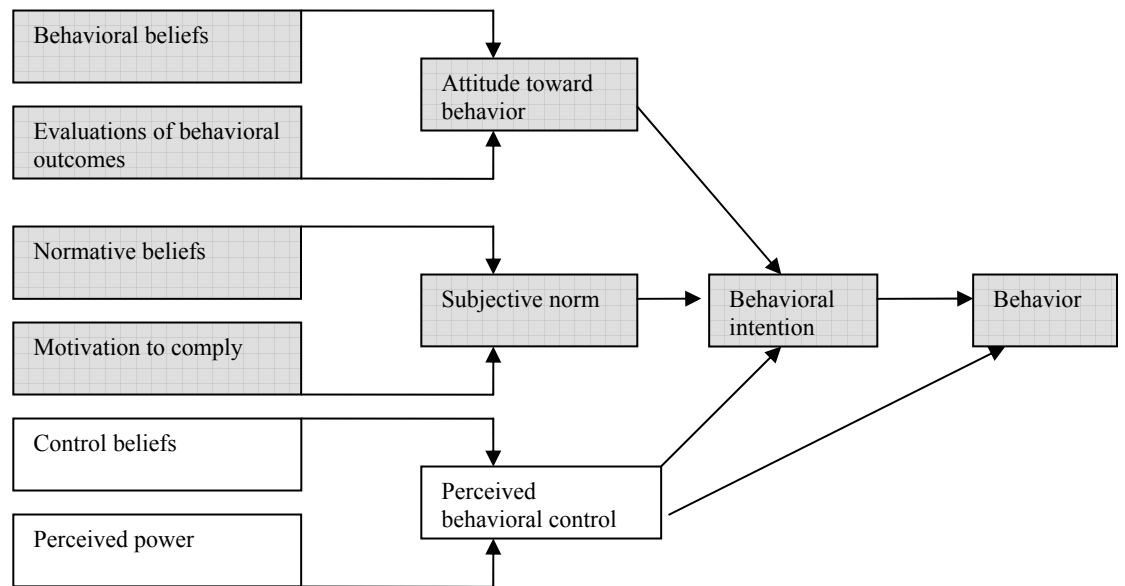 Behavioral beliefs
Attitude toward
behavior
Evaluations of behavioral
outcomes
Normative beliefs
Subjective norm
Behavioral
intention
Behavior
Motivation to comply
Control beliefs
Perceived
behavioral control
Perceived power